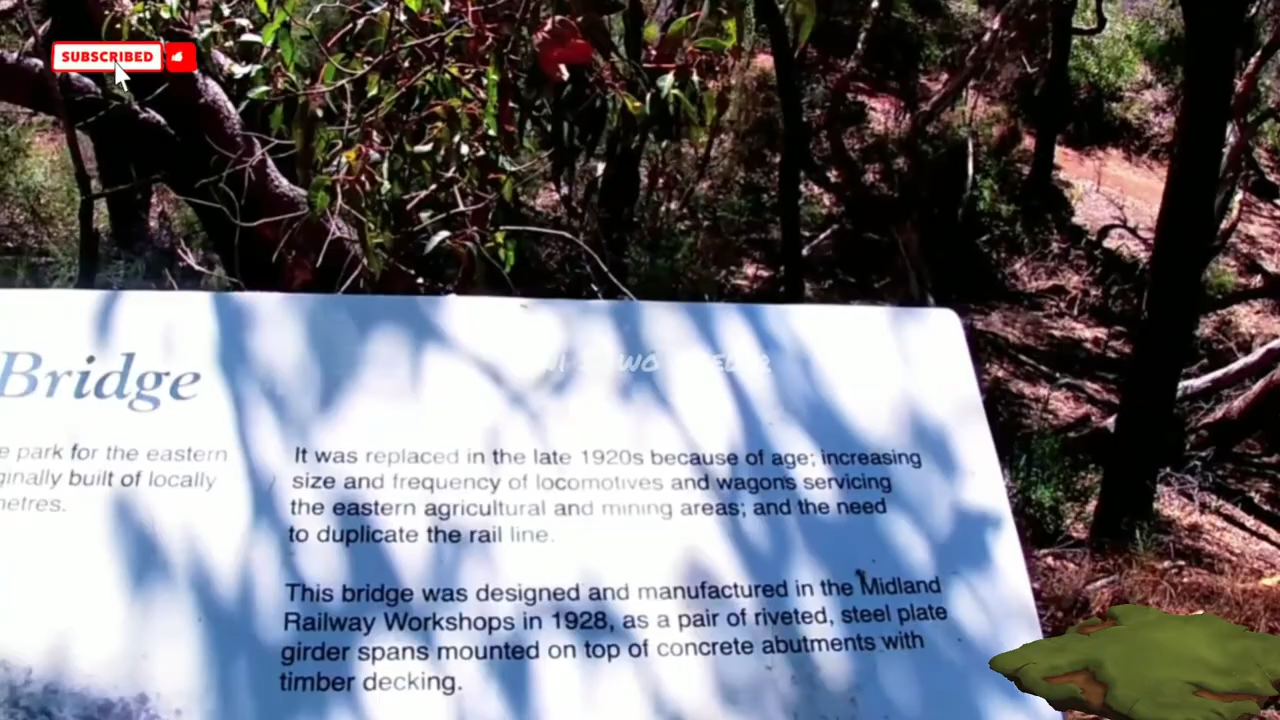 SUBSCRIBED
Bridge
e park for the eastern
ginally built of locally
netres.
It was replaced in the late 1920s because of age; increasing
size and frequency of locomotives and wagons servicing
the eastern agricultural and mining areas; and the need
to duplicate the rail line.
This bridge was designed and manufactured in the Midland
Railway Workshops in 1928, as a pair of riveted, steel plate
girder spans mounted on top of concrete abutments with
timber decking.